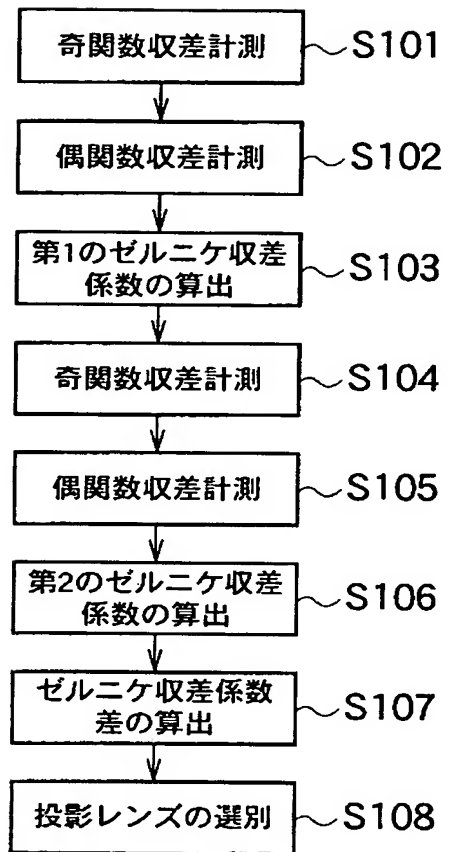 奇関数収差計測 S101
偶関数収差計測 S102
第1のゼルニケ収差
係数の算出 S103
奇関数収差計測 S104
偶関数収差計測 S105
第2のゼルニケ収差
係数の算出 S106
ゼルニケ収差係数
差の算出 S107
投影レンズの選別 S108